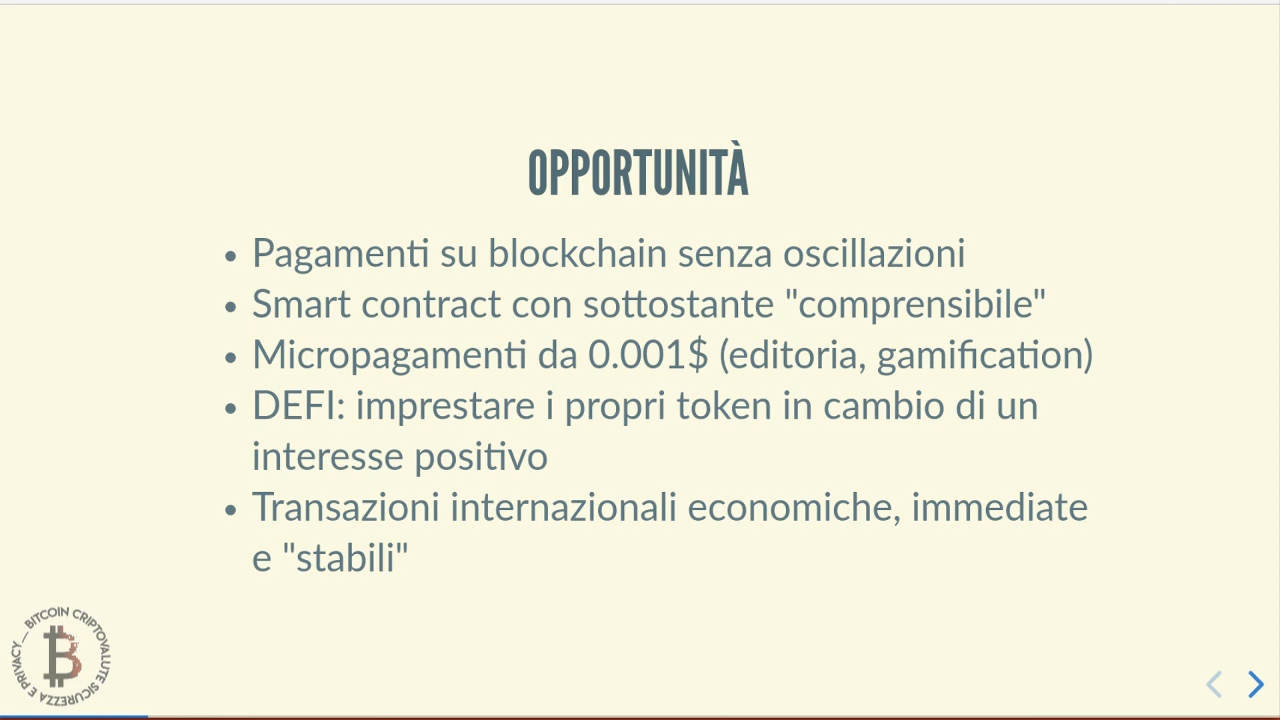 OPPORTUNITÀ
• Pagamenti su blockchain senza oscillazioni
• Smart contract con sottostante "comprensibile"
• Micropagamenti da 0.001$ (editoria, gamification)
• DEFI: imprestare i propri token in cambio di un
interesse positivo
• Transazioni internazionali economiche, immediate
e "stabili"
BITCOIN CRIPTOVALUTE SICUREZZA E PRIVACY —